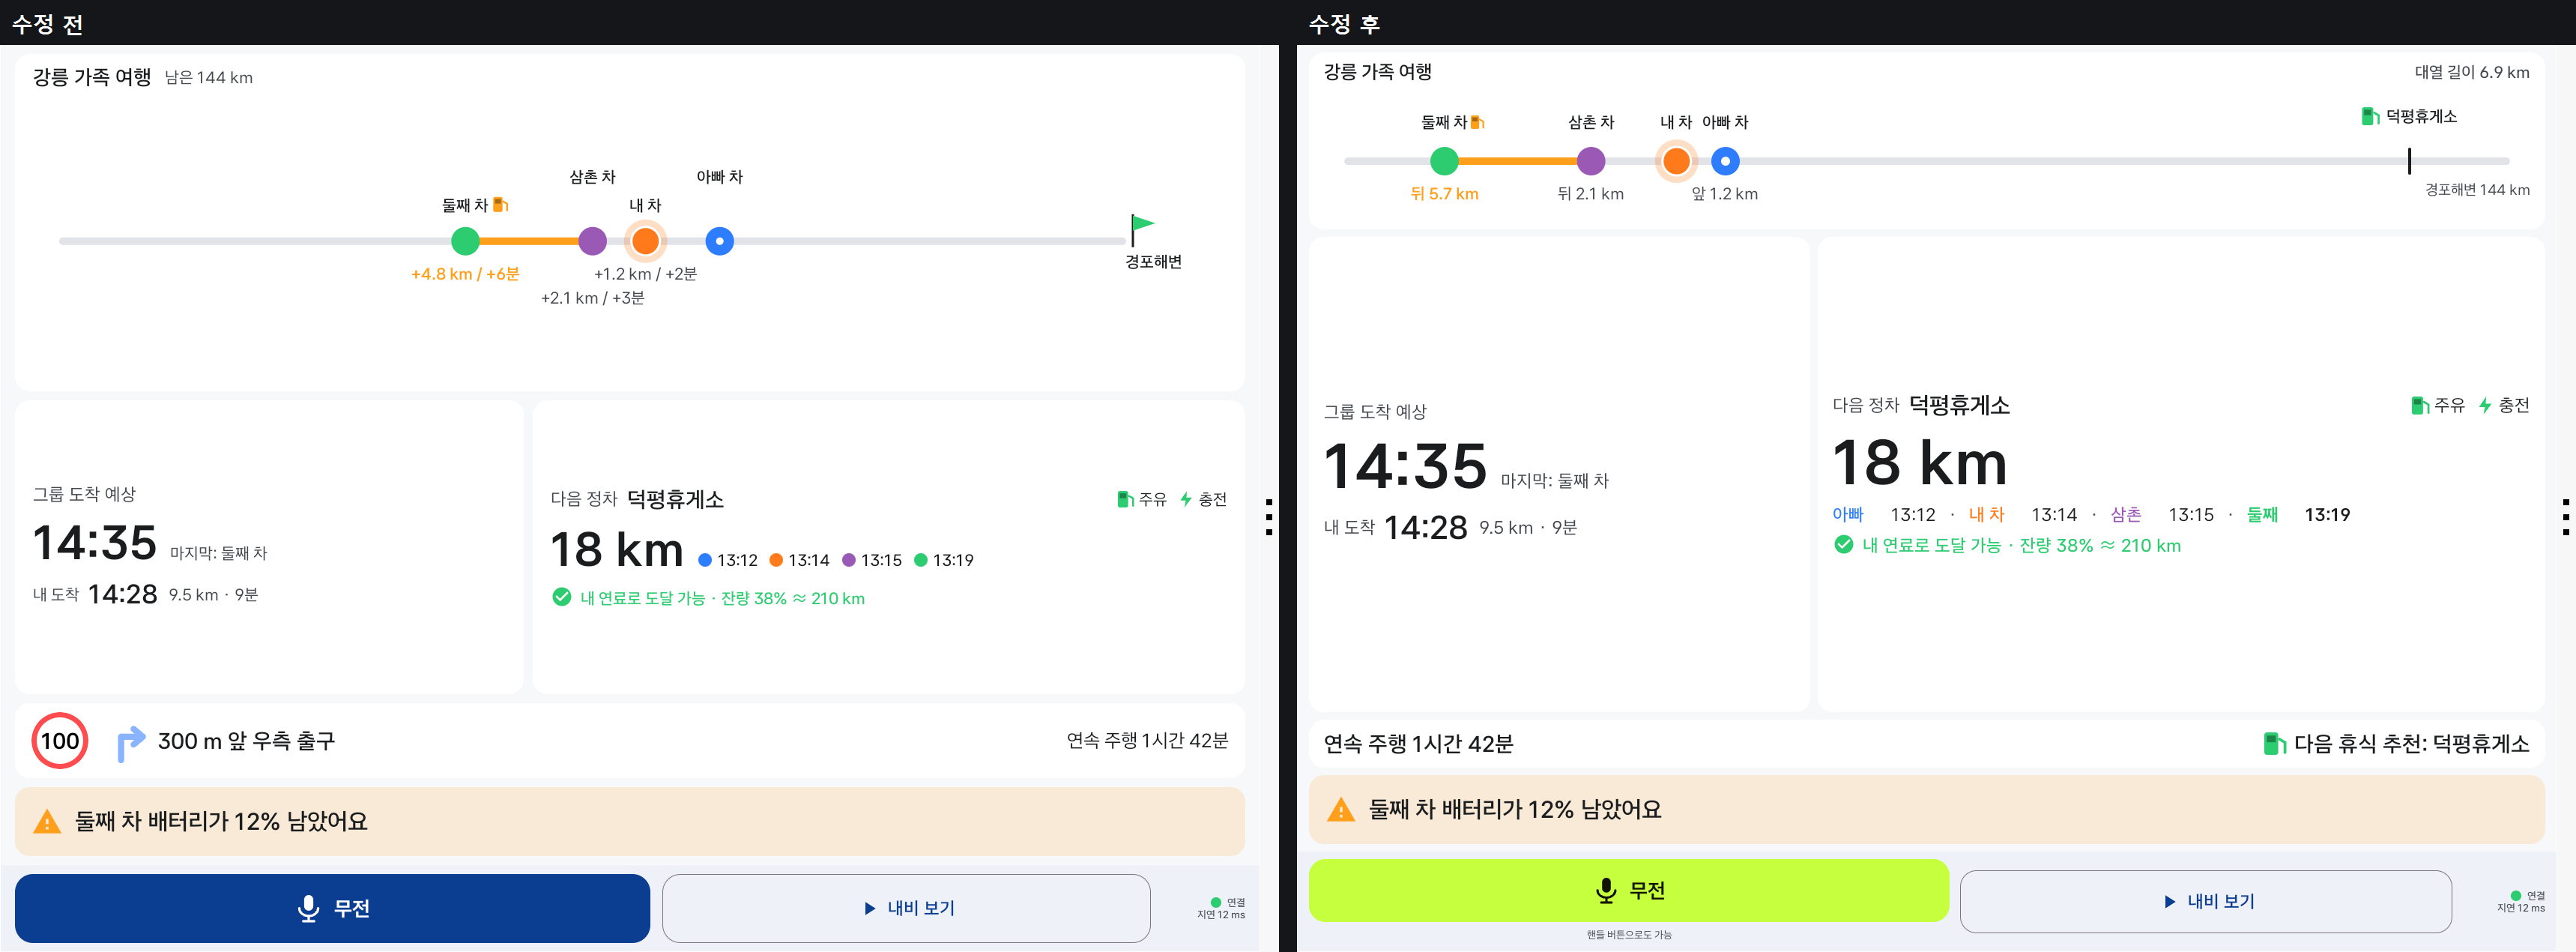 수정 전
강릉 가족 여행 남은 144 km
삼촌 차 아빠 차
둘째 차 내 차
+4.8 km / +6분 +1.2 km / +2분
+2.1 km / +3분
경포해변
그룹 도착 예상
14:35 마지막: 둘째 차
내 도착 14:28 9.5 km · 9분
다음 정차 덕평휴게소 주유 충전
18 km 13:12 13:14 13:15 13:19
내 연료로 도달 가능 · 잔량 38% ≈ 210 km
100 300 m 앞 우측 출구 연속 주행 1시간 42분
둘째 차 배터리가 12% 남았어요
무전 내비 보기 연결
지연 12 ms
수정 후
강릉 가족 여행 대열 길이 6.9 km
둘째 차 삼촌 차 내 차 아빠 차 덕평휴게소
뒤 5.7 km 뒤 2.1 km 앞 1.2 km 경포해변 144 km
그룹 도착 예상
14:35 마지막: 둘째 차
내 도착 14:28 9.5 km · 9분
다음 정차 덕평휴게소 주유 충전
18 km
아빠 13:12 · 내 차 13:14 · 삼촌 13:15 · 둘째 13:19
내 연료로 도달 가능 · 잔량 38% ≈ 210 km
연속 주행 1시간 42분 다음 휴식 추천: 덕평휴게소
둘째 차 배터리가 12% 남았어요
무전 내비 보기 연결
지연 12 ms
핸들 버튼으로도 가능